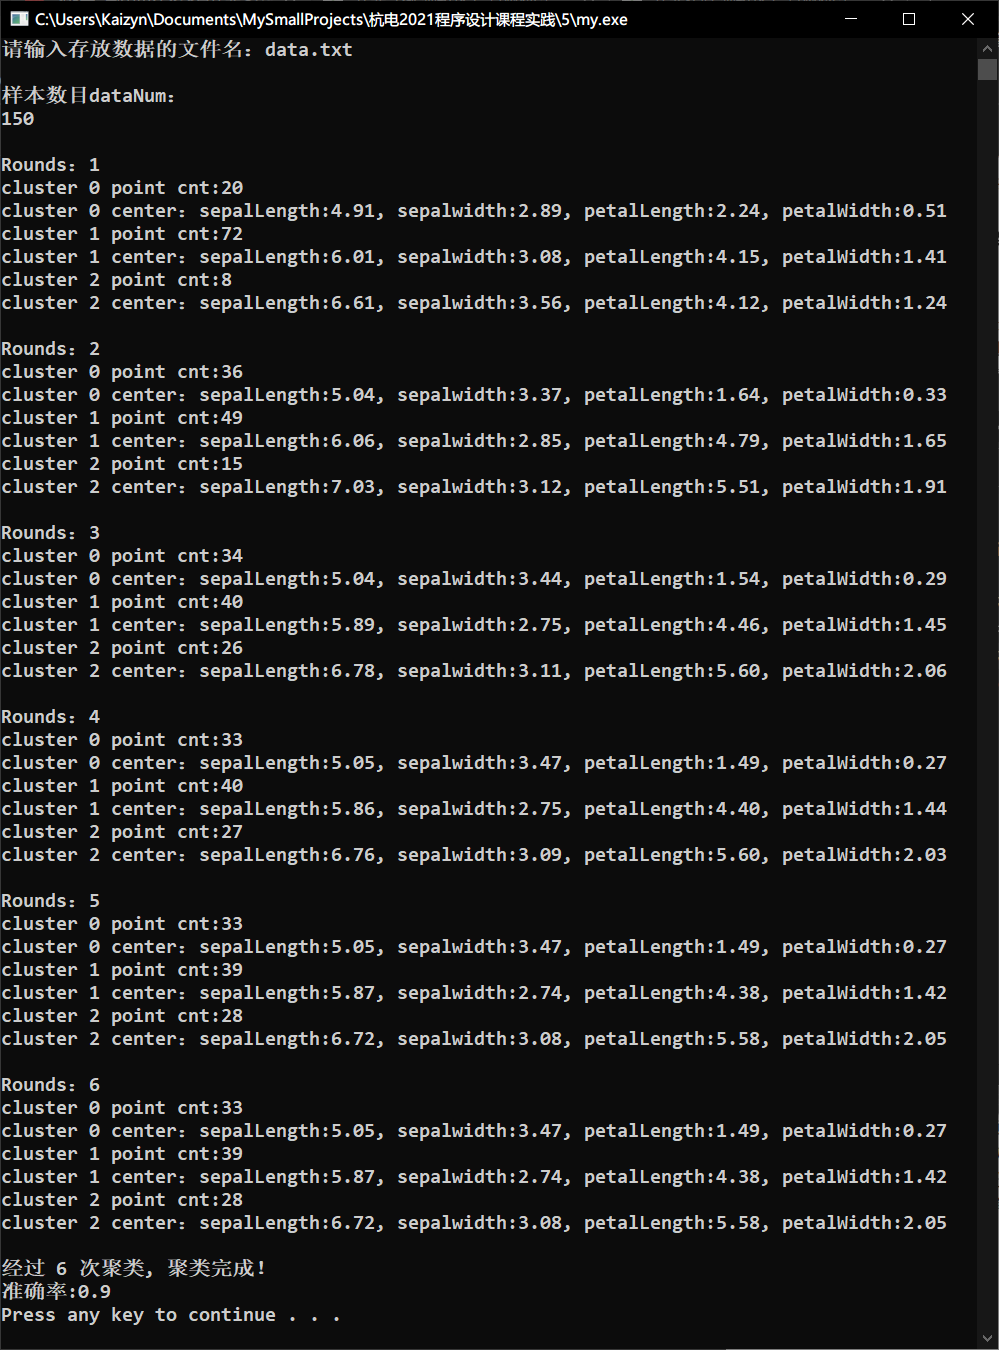 C:\Users\Kaizyn\Documents\MySmallProjects\杭电2021程序设计课程实践\5\my.exe
请输入存放数据的文件名：data.txt
样本数目dataNum：
150
Rounds：1
cluster 0 point cnt:20
cluster 0 center：sepalLength:4.91, sepalwidth:2.89, petalLength:2.24, petalWidth:0.51
cluster 1 point cnt:72
cluster 1 center：sepalLength:6.01, sepalwidth:3.08, petalLength:4.15, petalWidth:1.41
cluster 2 point cnt:8
cluster 2 center：sepalLength:6.61, sepalwidth:3.56, petalLength:4.12, petalWidth:1.24
Rounds：2
cluster 0 point cnt:36
cluster 0 center：sepalLength:5.04, sepalwidth:3.37, petalLength:1.64, petalWidth:0.33
cluster 1 point cnt:49
cluster 1 center：sepalLength:6.06, sepalwidth:2.85, petalLength:4.79, petalWidth:1.65
cluster 2 point cnt:15
cluster 2 center：sepalLength:7.03, sepalwidth:3.12, petalLength:5.51, petalWidth:1.91
Rounds：3
cluster 0 point cnt:34
cluster 0 center：sepalLength:5.04, sepalwidth:3.44, petalLength:1.54, petalWidth:0.29
cluster 1 point cnt:40
cluster 1 center：sepalLength:5.89, sepalwidth:2.75, petalLength:4.46, petalWidth:1.45
cluster 2 point cnt:26
cluster 2 center：sepalLength:6.78, sepalwidth:3.11, petalLength:5.60, petalWidth:2.06
Rounds：4
cluster 0 point cnt:33
cluster 0 center：sepalLength:5.05, sepalwidth:3.47, petalLength:1.49, petalWidth:0.27
cluster 1 point cnt:40
cluster 1 center：sepalLength:5.86, sepalwidth:2.75, petalLength:4.40, petalWidth:1.44
cluster 2 point cnt:27
cluster 2 center：sepalLength:6.76, sepalwidth:3.09, petalLength:5.60, petalWidth:2.03
Rounds：5
cluster 0 point cnt:33
cluster 0 center：sepalLength:5.05, sepalwidth:3.47, petalLength:1.49, petalWidth:0.27
cluster 1 point cnt:39
cluster 1 center：sepalLength:5.87, sepalwidth:2.74, petalLength:4.38, petalWidth:1.42
cluster 2 point cnt:28
cluster 2 center：sepalLength:6.72, sepalwidth:3.08, petalLength:5.58, petalWidth:2.05
Rounds：6
cluster 0 point cnt:33
cluster 0 center：sepalLength:5.05, sepalwidth:3.47, petalLength:1.49, petalWidth:0.27
cluster 1 point cnt:39
cluster 1 center：sepalLength:5.87, sepalwidth:2.74, petalLength:4.38, petalWidth:1.42
cluster 2 point cnt:28
cluster 2 center：sepalLength:6.72, sepalwidth:3.08, petalLength:5.58, petalWidth:2.05
经过 6 次聚类，聚类完成！
准确率:0.9
Press any key to continue . . .